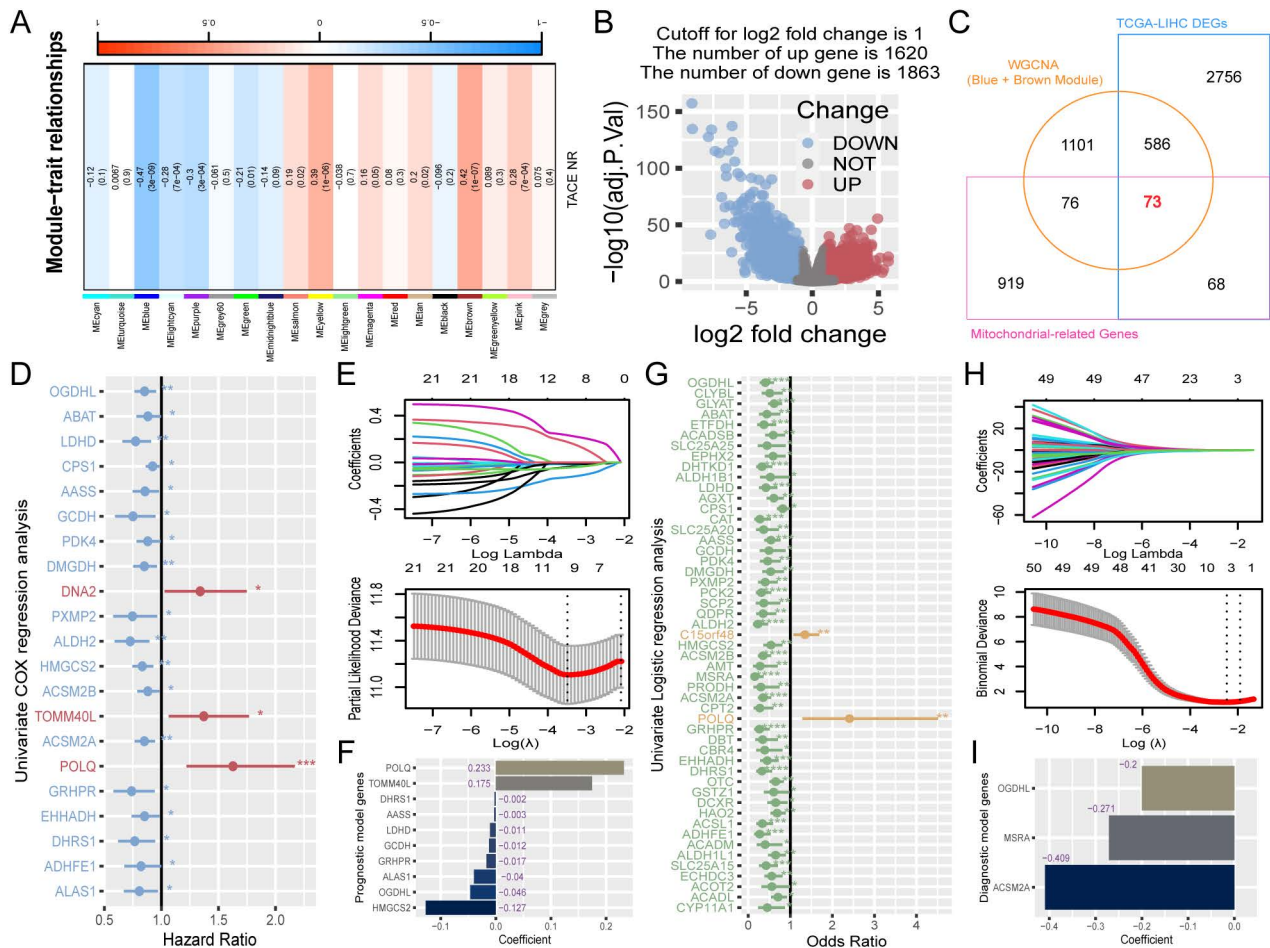 A
Module−trait relationships
1
0.5
0
−0.5
−1
−0.12
(0.1)
0.0067
(0.9)
−0.47
(3e−09)
−0.28
(7e−04)
−0.3
(3e−04)
−0.061
(0.5)
−0.21
(0.01)
−0.14
(0.09)
0.19
(0.02)
0.39
(1e−06)
−0.038
(0.7)
0.16
(0.05)
0.08
(0.3)
0.2
(0.02)
−0.096
(0.2)
0.42
(1e−07)
0.089
(0.3)
0.28
(7e−04)
0.075
(0.4)
TACE NR
MEcyan
MEturquoise
MEblue
MElightcyan
MEpurple
MEgrey60
MEgreen
MEmidnightblue
MEsalmon
MEyellow
MElightgreen
MEmagenta
MEred
MEtan
MEblack
MEbrown
MEgreenyellow
MEpink
MEgrey
B
Cutoff for log2 fold change is 1
The number of up gene is 1620
The number of down gene is 1863
−log10(adj.P.Val)
150
100
50
0
Change
DOWN
NOT
UP
−5
0
5
log2 fold change
C
TCGA-LIHC DEGs
WGCNA
(Blue + Brown Module)
2756
1101
586
76
73
919
68
Mitochondrial-related Genes
D
Univariate COX regression analysis
OGDHL **
ABAT *
LDHD **
CPS1 *
AASS *
GCDH *
PDK4 *
DMGDH **
DNA2 *
PXMP2 *
ALDH2 **
HMGCS2 **
ACSM2B *
TOMM40L *
ACSM2A **
POLQ ***
GRHPR *
EHHADH *
DHRS1 *
ADHFE1 *
ALAS1 *
0.5 1.0 1.5 2.0
Hazard Ratio
E
21 21 18 12 8 0
Coefficients
0.4
0.0
−0.4
−7 −6 −5 −4 −3 −2
Log Lambda
21 21 20 18 11 9 7
Partial Likelihood Deviance
11.8
11.4
11.0
−7 −6 −5 −4 −3 −2
Log(λ)
F
Prognostic model genes
POLQ 0.233
TOMM40L 0.175
DHRS1 −0.002
AASS −0.003
LDHD −0.011
GCDH −0.012
GRHPR −0.017
ALAS1 −0.04
OGDHL −0.046
HMGCS2 −0.127
−0.1 0.0 0.1 0.2
Coefficient
G
Univariate Logistic regression analysis
OGDHL
CLYBL
GLYAT
ABAT
ETFDH
ACADSB
SLC25A25
EPHX2
DHTKD1
ALDH1B1
LDHD
AGXT
CPS1
CAT
SLC25A20
AASS
GCDH
PDK4
DMGDH
PXMP2
PCK2
SCP2
QDPR
ALDH2
C15orf48 **
HMGCS2
ACSM2B
AMT
MSRA
PRODH
ACSM2A
CPT2
POLQ **
GRHPR
DBT
CBR4
EHHADH
DHRS1
OTC
GSTZ1
DCXR
HAO2
ACSL1
ADHFE1
ACADM
ALDH1L1
SLC25A15
ECHDC3
ACOT2
ACADL
CYP11A1
0 1 2 3 4
Odds Ratio
H
49 49 47 23 3
Coefficients
20
−20
−60
−10 −8 −6 −4 −2
Log Lambda
50 49 49 48 41 30 10 3 1
Binomial Deviance
10
8
6
4
2
−10 −8 −6 −4 −2
Log (λ)
I
Diagnostic model genes
OGDHL −0.2
MSRA −0.271
ACSM2A −0.409
−0.4 −0.3 −0.2 −0.1 0.0
Coefficient